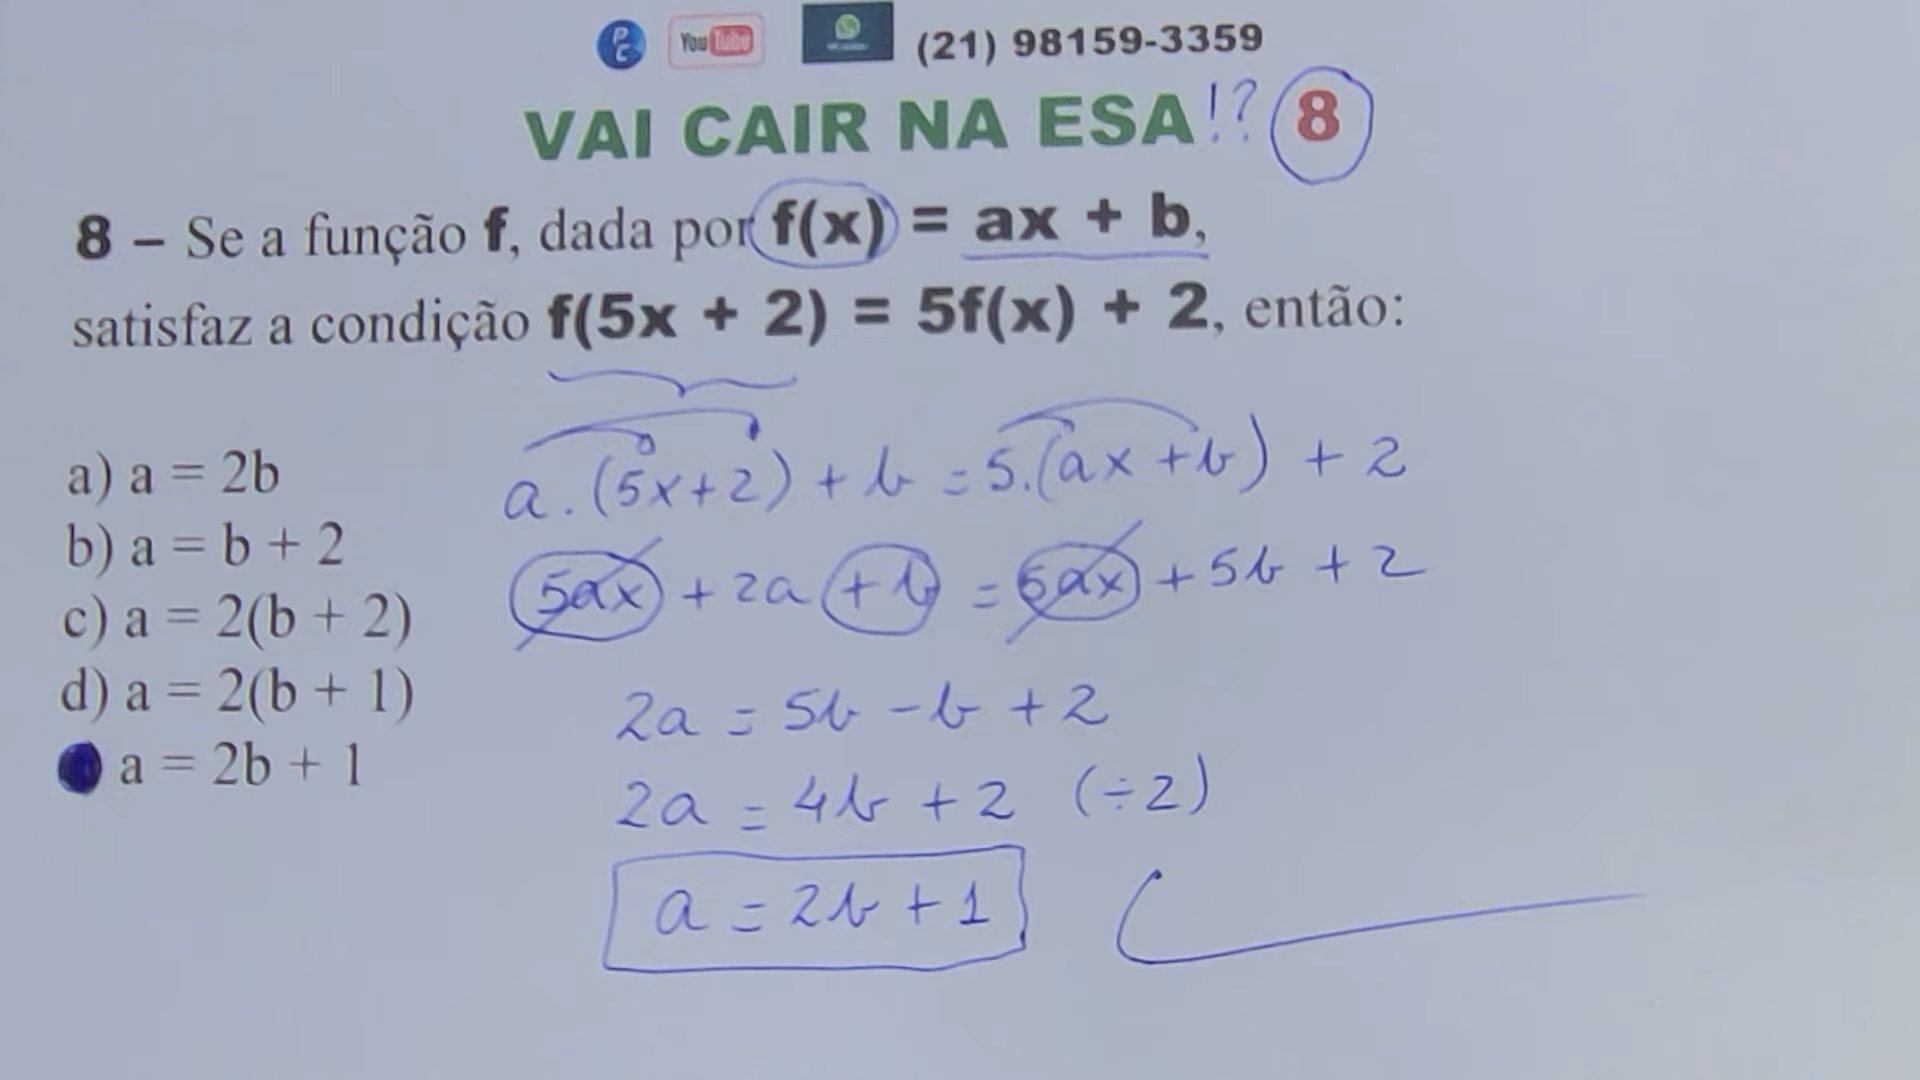 PC YouTube (21) 98159-3359
VAI CAIR NA ESA!? 8
8 – Se a função f, dada por f(x) = ax + b,
satisfaz a condição f(5x + 2) = 5f(x) + 2, então:
a) a = 2b
b) a = b + 2
c) a = 2(b + 2)
d) a = 2(b + 1)
a = 2b + 1
a.(5x+2) + b = 5.(ax + b) + 2
5ax + 2a + b = 5ax + 5b + 2
2a = 5b - b + 2
2a = 4b + 2 (÷2)
a = 2b + 1